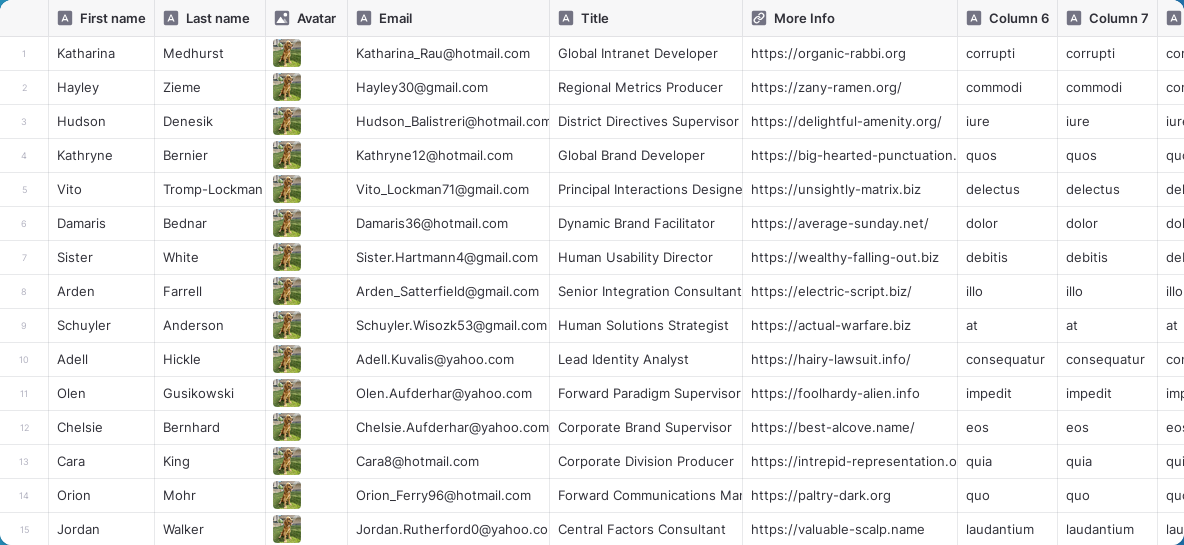 First name Last name Avatar Email Title More Info Column 6 Column 7
1 Katharina Medhurst Katharina_Rau@hotmail.com Global Intranet Developer https://organic-rabbi.org corrupti corrupti cor
2 Hayley Zieme Hayley30@gmail.com Regional Metrics Producer https://zany-ramen.org/ commodi commodi
3 Hudson Denesik Hudson_Balistreri@hotmail.com District Directives Supervisor https://delightful-amenity.org/ iure iure iure
4 Kathryne Bernier Kathryne12@hotmail.com Global Brand Developer https://big-hearted-punctuation. quos quos quo
5 Vito Tromp-Lockman Vito_Lockman71@gmail.com Principal Interactions Designe https://unsightly-matrix.biz delectus delectus del
6 Damaris Bednar Damaris36@hotmail.com Dynamic Brand Facilitator https://average-sunday.net/ dolor dolor dol
7 Sister White Sister.Hartmann4@gmail.com Human Usability Director https://wealthy-falling-out.biz debitis debitis
8 Arden Farrell Arden_Satterfield@gmail.com Senior Integration Consultant https://electric-script.biz/ illo illo illo
9 Schuyler Anderson Schuyler.Wisozk53@gmail.com Human Solutions Strategist https://actual-warfare.biz at at at
10 Adell Hickle Adell.Kuvalis@yahoo.com Lead Identity Analyst https://hairy-lawsuit.info/ consequatur consequatur con
11 Olen Gusikowski Olen.Aufderhar@yahoo.com Forward Paradigm Supervisor https://foolhardy-alien.info impedit impedit imp
12 Chelsie Bernhard Chelsie.Aufderhar@yahoo.com Corporate Brand Supervisor https://best-alcove.name/ eos eos eos
13 Cara King Cara8@hotmail.com Corporate Division Producer https://intrepid-representation.o quia quia qui
14 Orion Mohr Orion_Ferry96@hotmail.com Forward Communications Mar https://paltry-dark.org quo quo quo
15 Jordan Walker Jordan.Rutherford0@yahoo.co Central Factors Consultant https://valuable-scalp.name laudantium laudantium lau